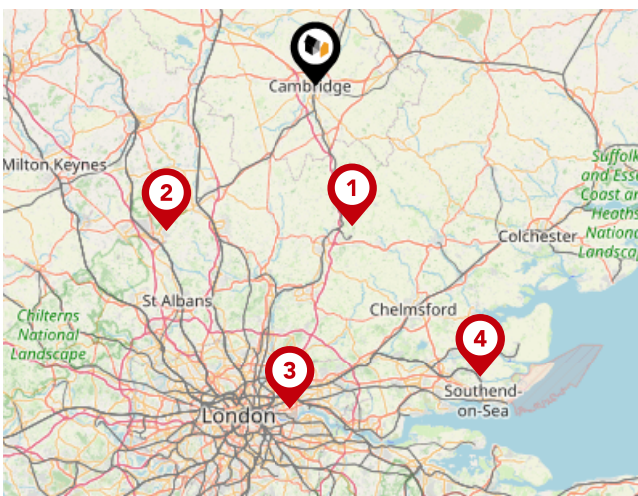 Cambridge
Milton Keynes
Suffolk
and Esse
Coast an
Heaths
Nationa
Landsca
1
2
Colchester
St Albans
Chelmsford
Chilterns
National
Landscape
4
3
Southend-
on-Sea
London